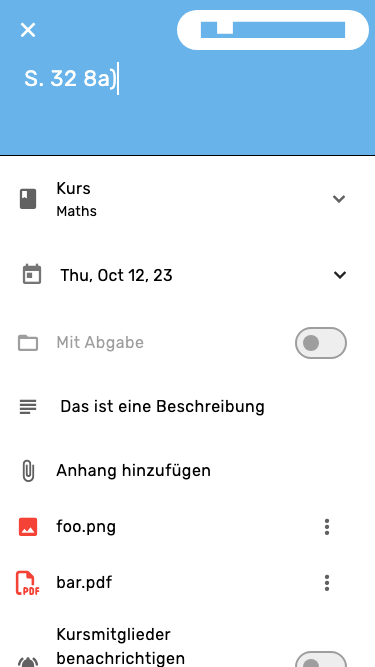 S. 32 8a)
Kurs
Maths
Thu, Oct 12, 23
Mit Abgabe
Das ist eine Beschreibung
Anhang hinzufügen
foo.png
PDF
bar.pdf
Kursmitglieder
benachrichtigen